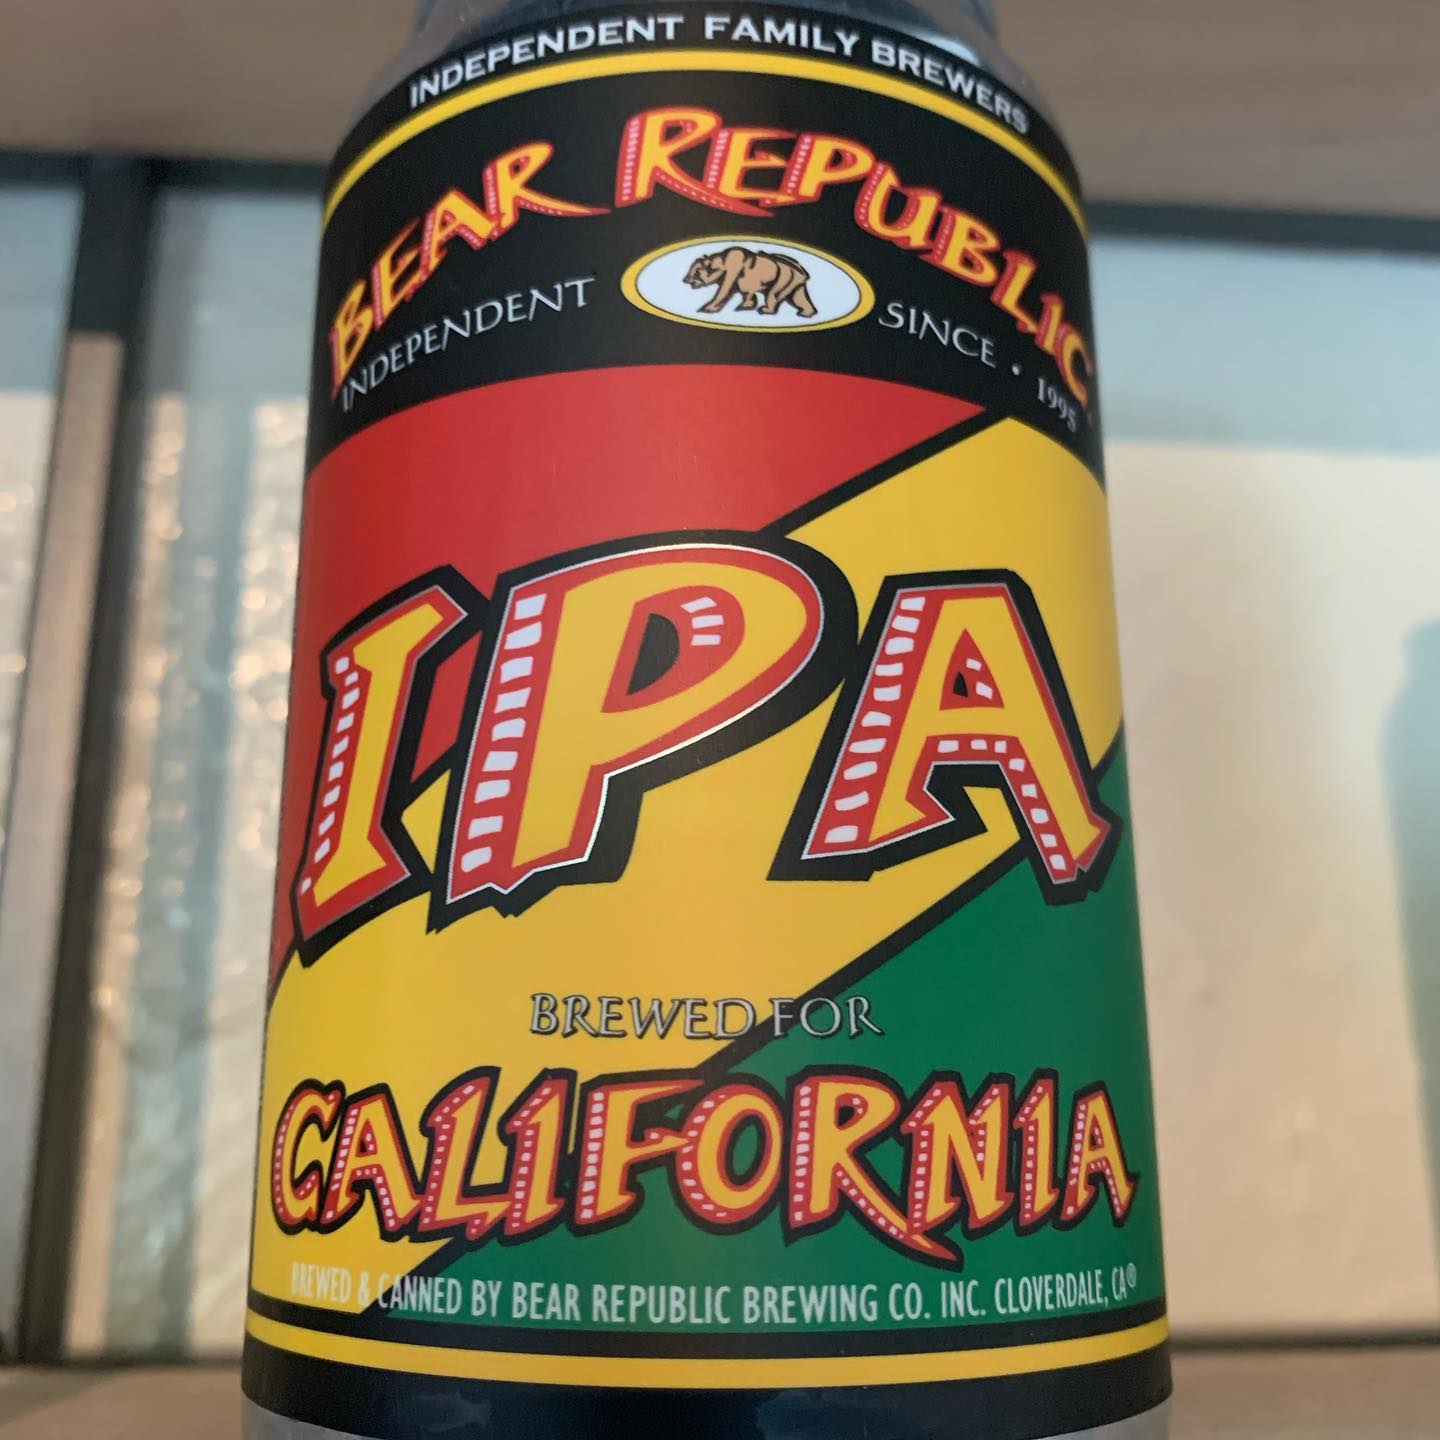 INDEPENDENT FAMILY BREWERS
BEAR REPUBLIC
INDEPENDENT SINCE • 1995
IPA
BREWED FOR
CALIFORNIA
BREWED & CANNED BY BEAR REPUBLIC BREWING CO. INC. CLOVERDALE, CA®